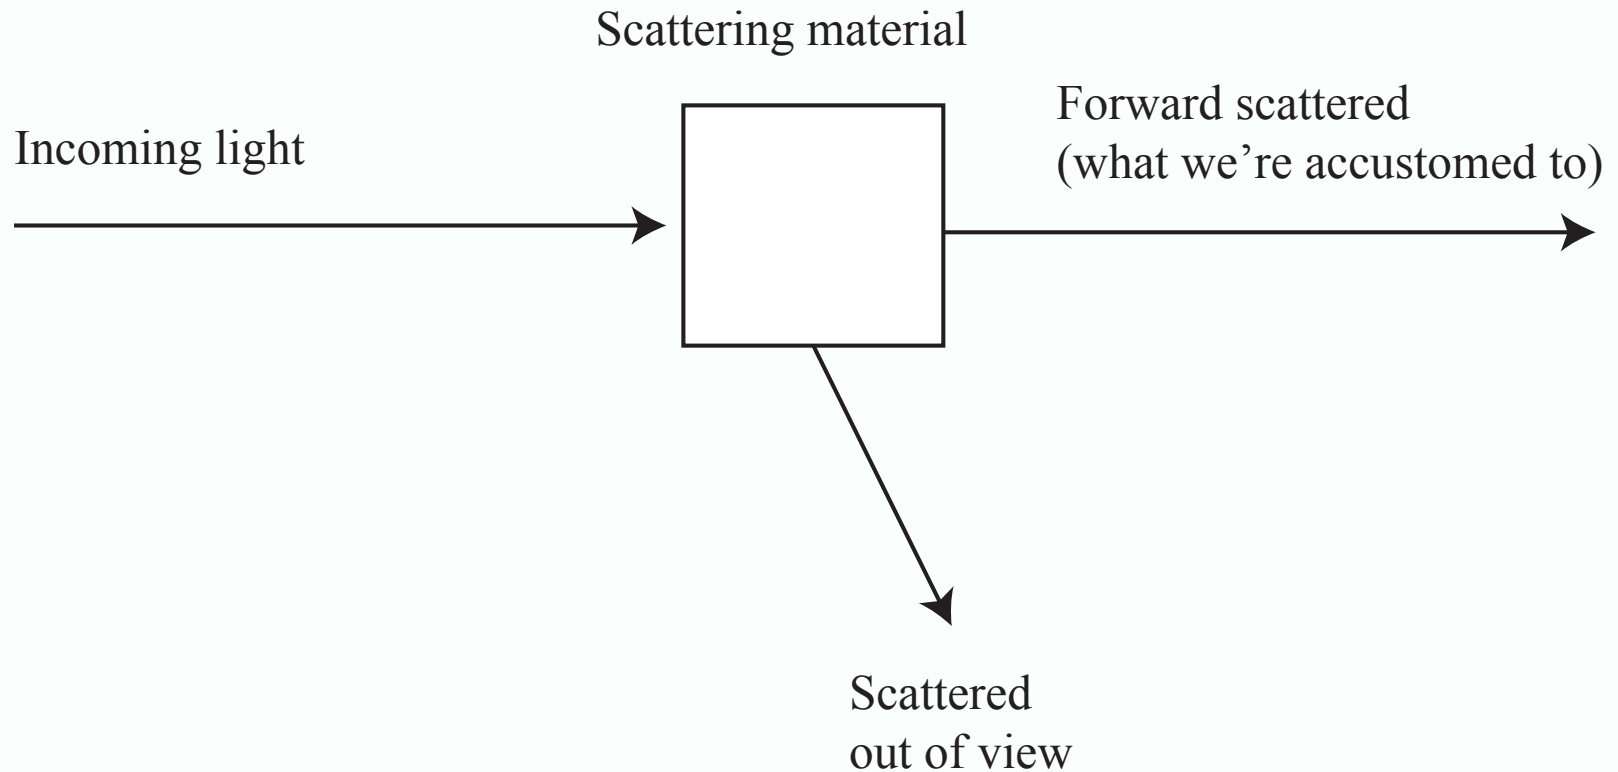 Scattering material
Incoming light
Forward scattered
(what we’re accustomed to)
Scattered
out of view